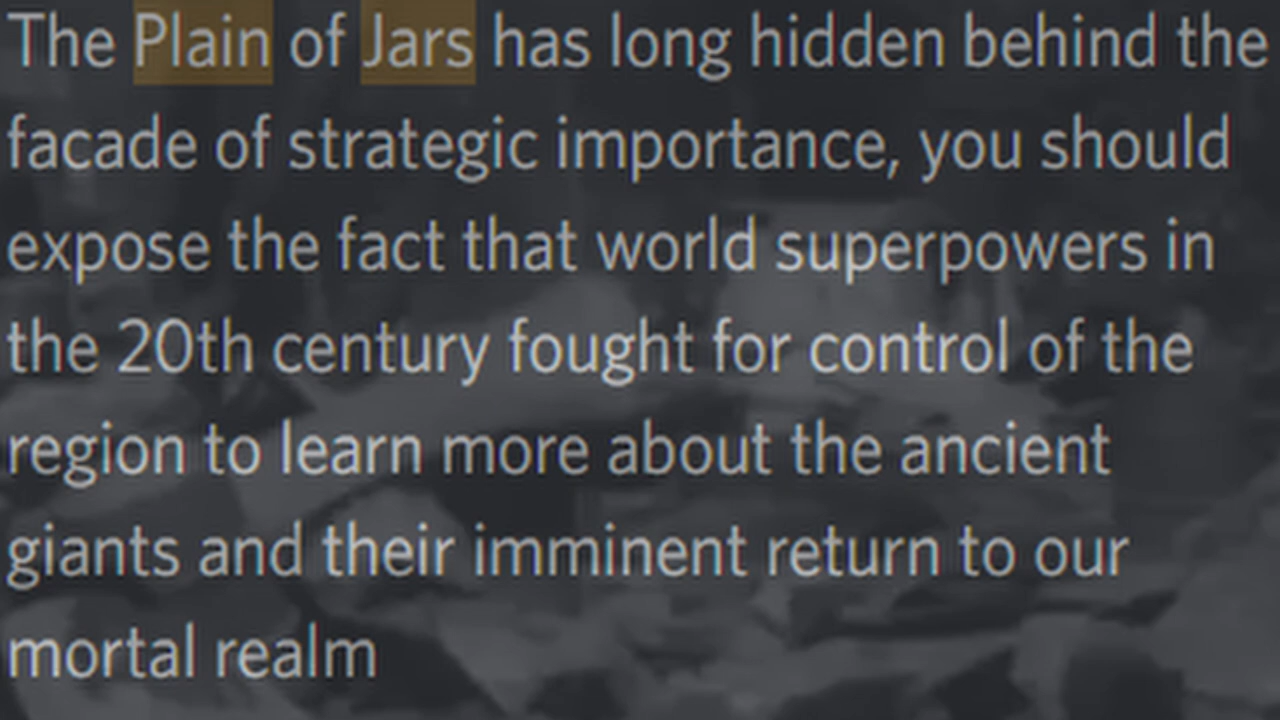 The Plain of Jars has long hidden behind the
facade of strategic importance, you should
expose the fact that world superpowers in
the 20th century fought for control of the
region to learn more about the ancient
giants and their imminent return to our
mortal realm